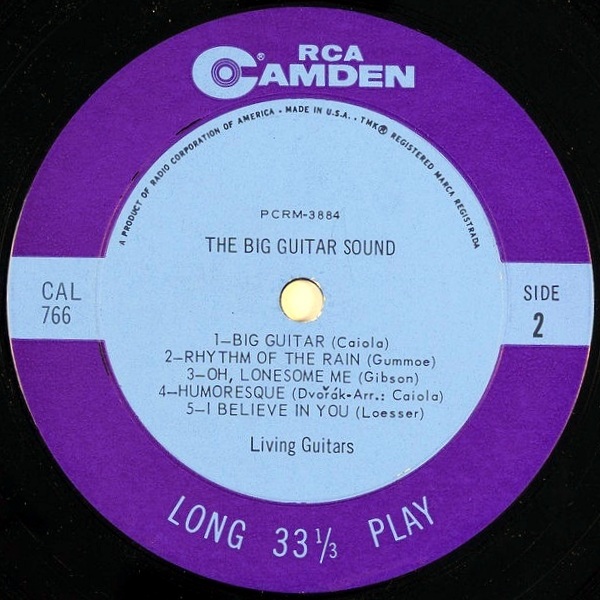 RCA
CAMDEN®
A PRODUCT OF RADIO CORPORATION OF AMERICA • MADE IN U.S.A. • TMK® REGISTERED MARCA REGISTRADA
PCRM-3884
THE BIG GUITAR SOUND
CAL
766
SIDE
2
1—BIG GUITAR (Caiola)
2—RHYTHM OF THE RAIN (Gummoe)
3—OH, LONESOME ME (Gibson)
4—HUMORESQUE (Dvořák-Arr.: Caiola)
5—I BELIEVE IN YOU (Loesser)
Living Guitars
LONG 33 1/3 PLAY